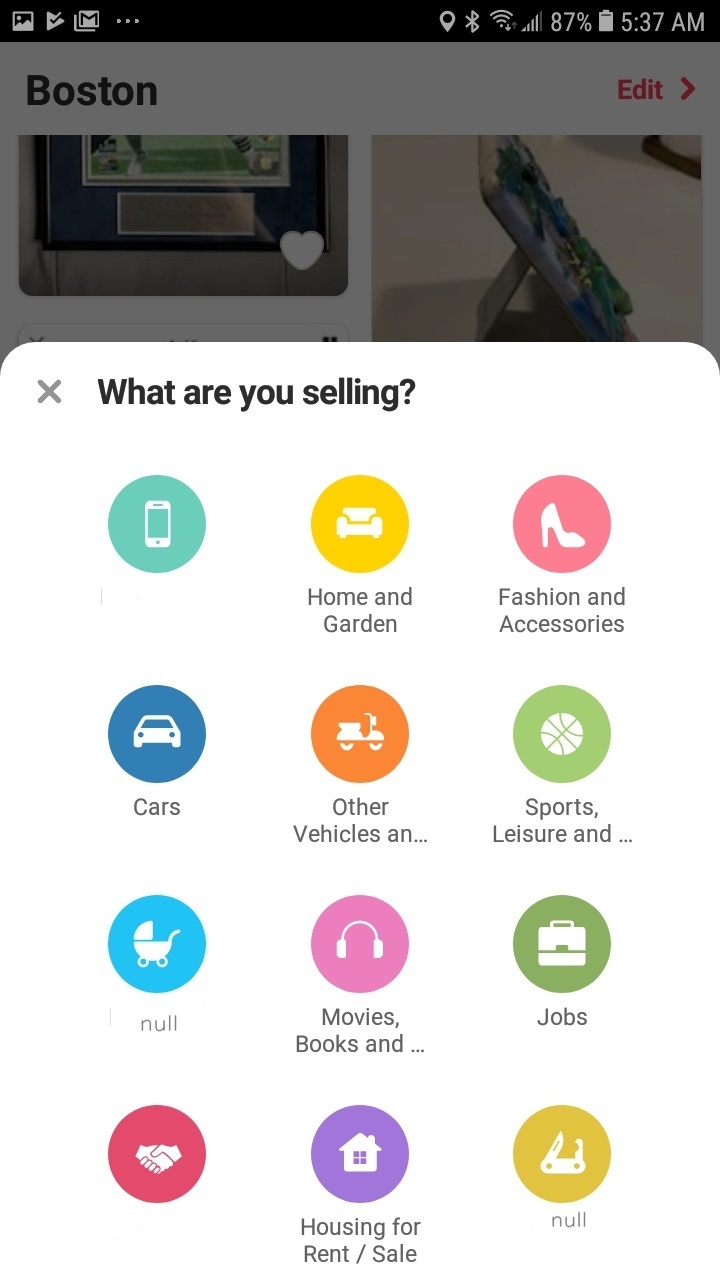 87% 5:37 AM
Boston
Edit
What are you selling?
Home and
Garden
Fashion and
Accessories
Cars
Other
Vehicles an...
Sports,
Leisure and ...
null
Movies,
Books and ...
Jobs
Housing for
Rent / Sale
null